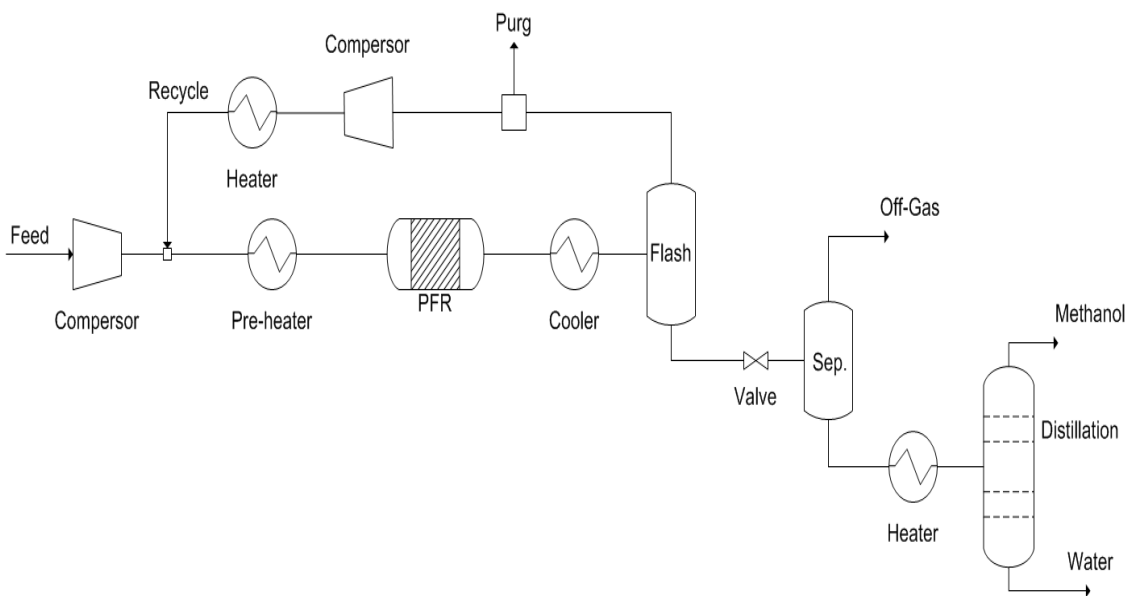 Purg
Compersor
Recycle
Heater
Off-Gas
Feed
Flash
PFR
Compersor
Pre-heater
Cooler
Methanol
Sep.
Valve
Distillation
Heater
Water